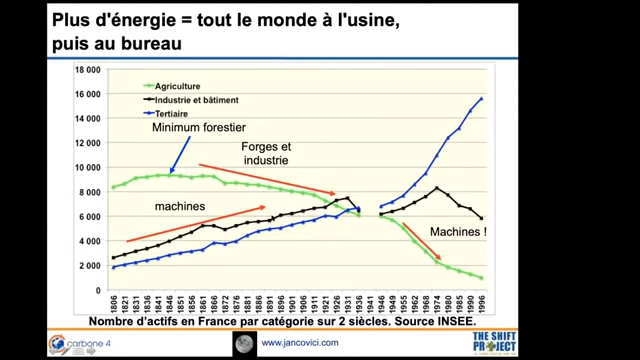 Plus d'énergie = tout le monde à l'usine,
puis au bureau
18 000
16 000
14 000
12 000
10 000
8 000
6 000
4 000
2 000
0
Agriculture
Industrie et bâtiment
Tertiaire
Minimum forestier
Forges et
industrie
machines
Machines !
1806 1821 1831 1836 1841 1846 1851 1856 1861 1866 1872 1876 1881 1886 1891 1896 1901 1906 1911 1921 1926 1931 1936 1946 1949 1955 1962 1968 1974 1980 1985 1990 1996
Nombre d'actifs en France par catégorie sur 2 siècles. Source INSEE.
carbone 4
www.jancovici.com
THE SHIFT
PROJECT